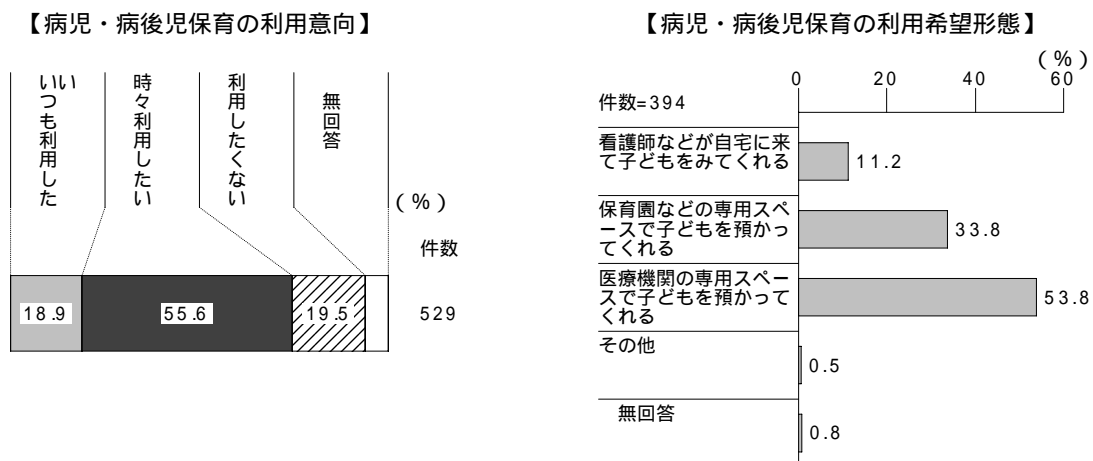 【病児・病後児保育の利用意向】
いつも利用したい
時々利用したい
利用したくない
無回答
(%)
件数
18.9
55.6
19.5
529
【病児・病後児保育の利用希望形態】
(%)
0
20
40
60
件数=394
看護師などが自宅に来
て子どもをみてくれる
11.2
保育園などの専用スペ
ースで子どもを預かっ
てくれる
33.8
医療機関の専用スペー
スで子どもを預かって
くれる
53.8
その他
0.5
無回答
0.8